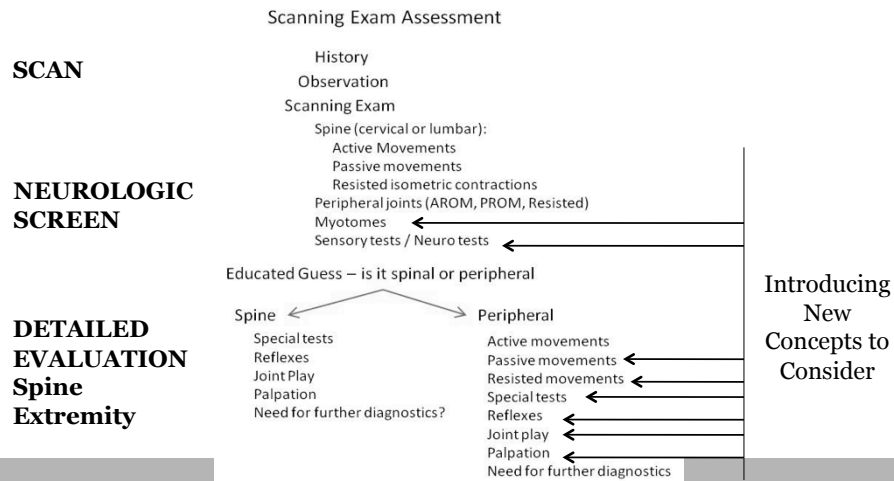 Scanning Exam Assessment
SCAN
History
Observation
Scanning Exam
Spine (cervical or lumbar):
Active Movements
Passive movements
Resisted isometric contractions
NEUROLOGIC
SCREEN
Peripheral joints (AROM, PROM, Resisted)
Myotomes
Sensory tests / Neuro tests
Educated Guess – is it spinal or peripheral
DETAILED
EVALUATION
Spine
Extremity
Spine
Special tests
Reflexes
Joint Play
Palpation
Need for further diagnostics?
Peripheral
Active movements
Passive movements
Resisted movements
Special tests
Reflexes
Joint play
Palpation
Need for further diagnostics
Introducing
New
Concepts to
Consider